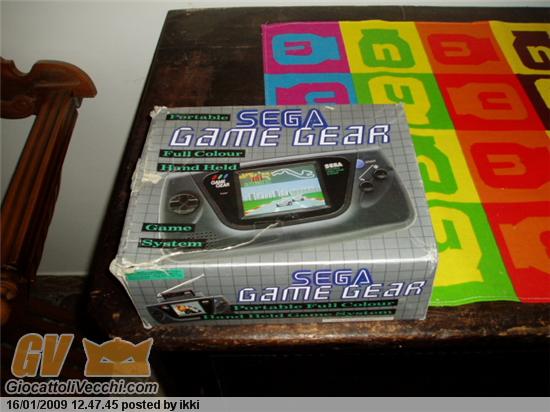 Portable
SEGA
GAME GEAR
Full Colour
Hand Held
GAME
GEAR
SEGA
Game
System
SEGA
GAME GEAR
Portable Full Colour
Hand Held Game System
GV
GiocattoliVecchi.com
16/01/2009 12.47.45 posted by ikki